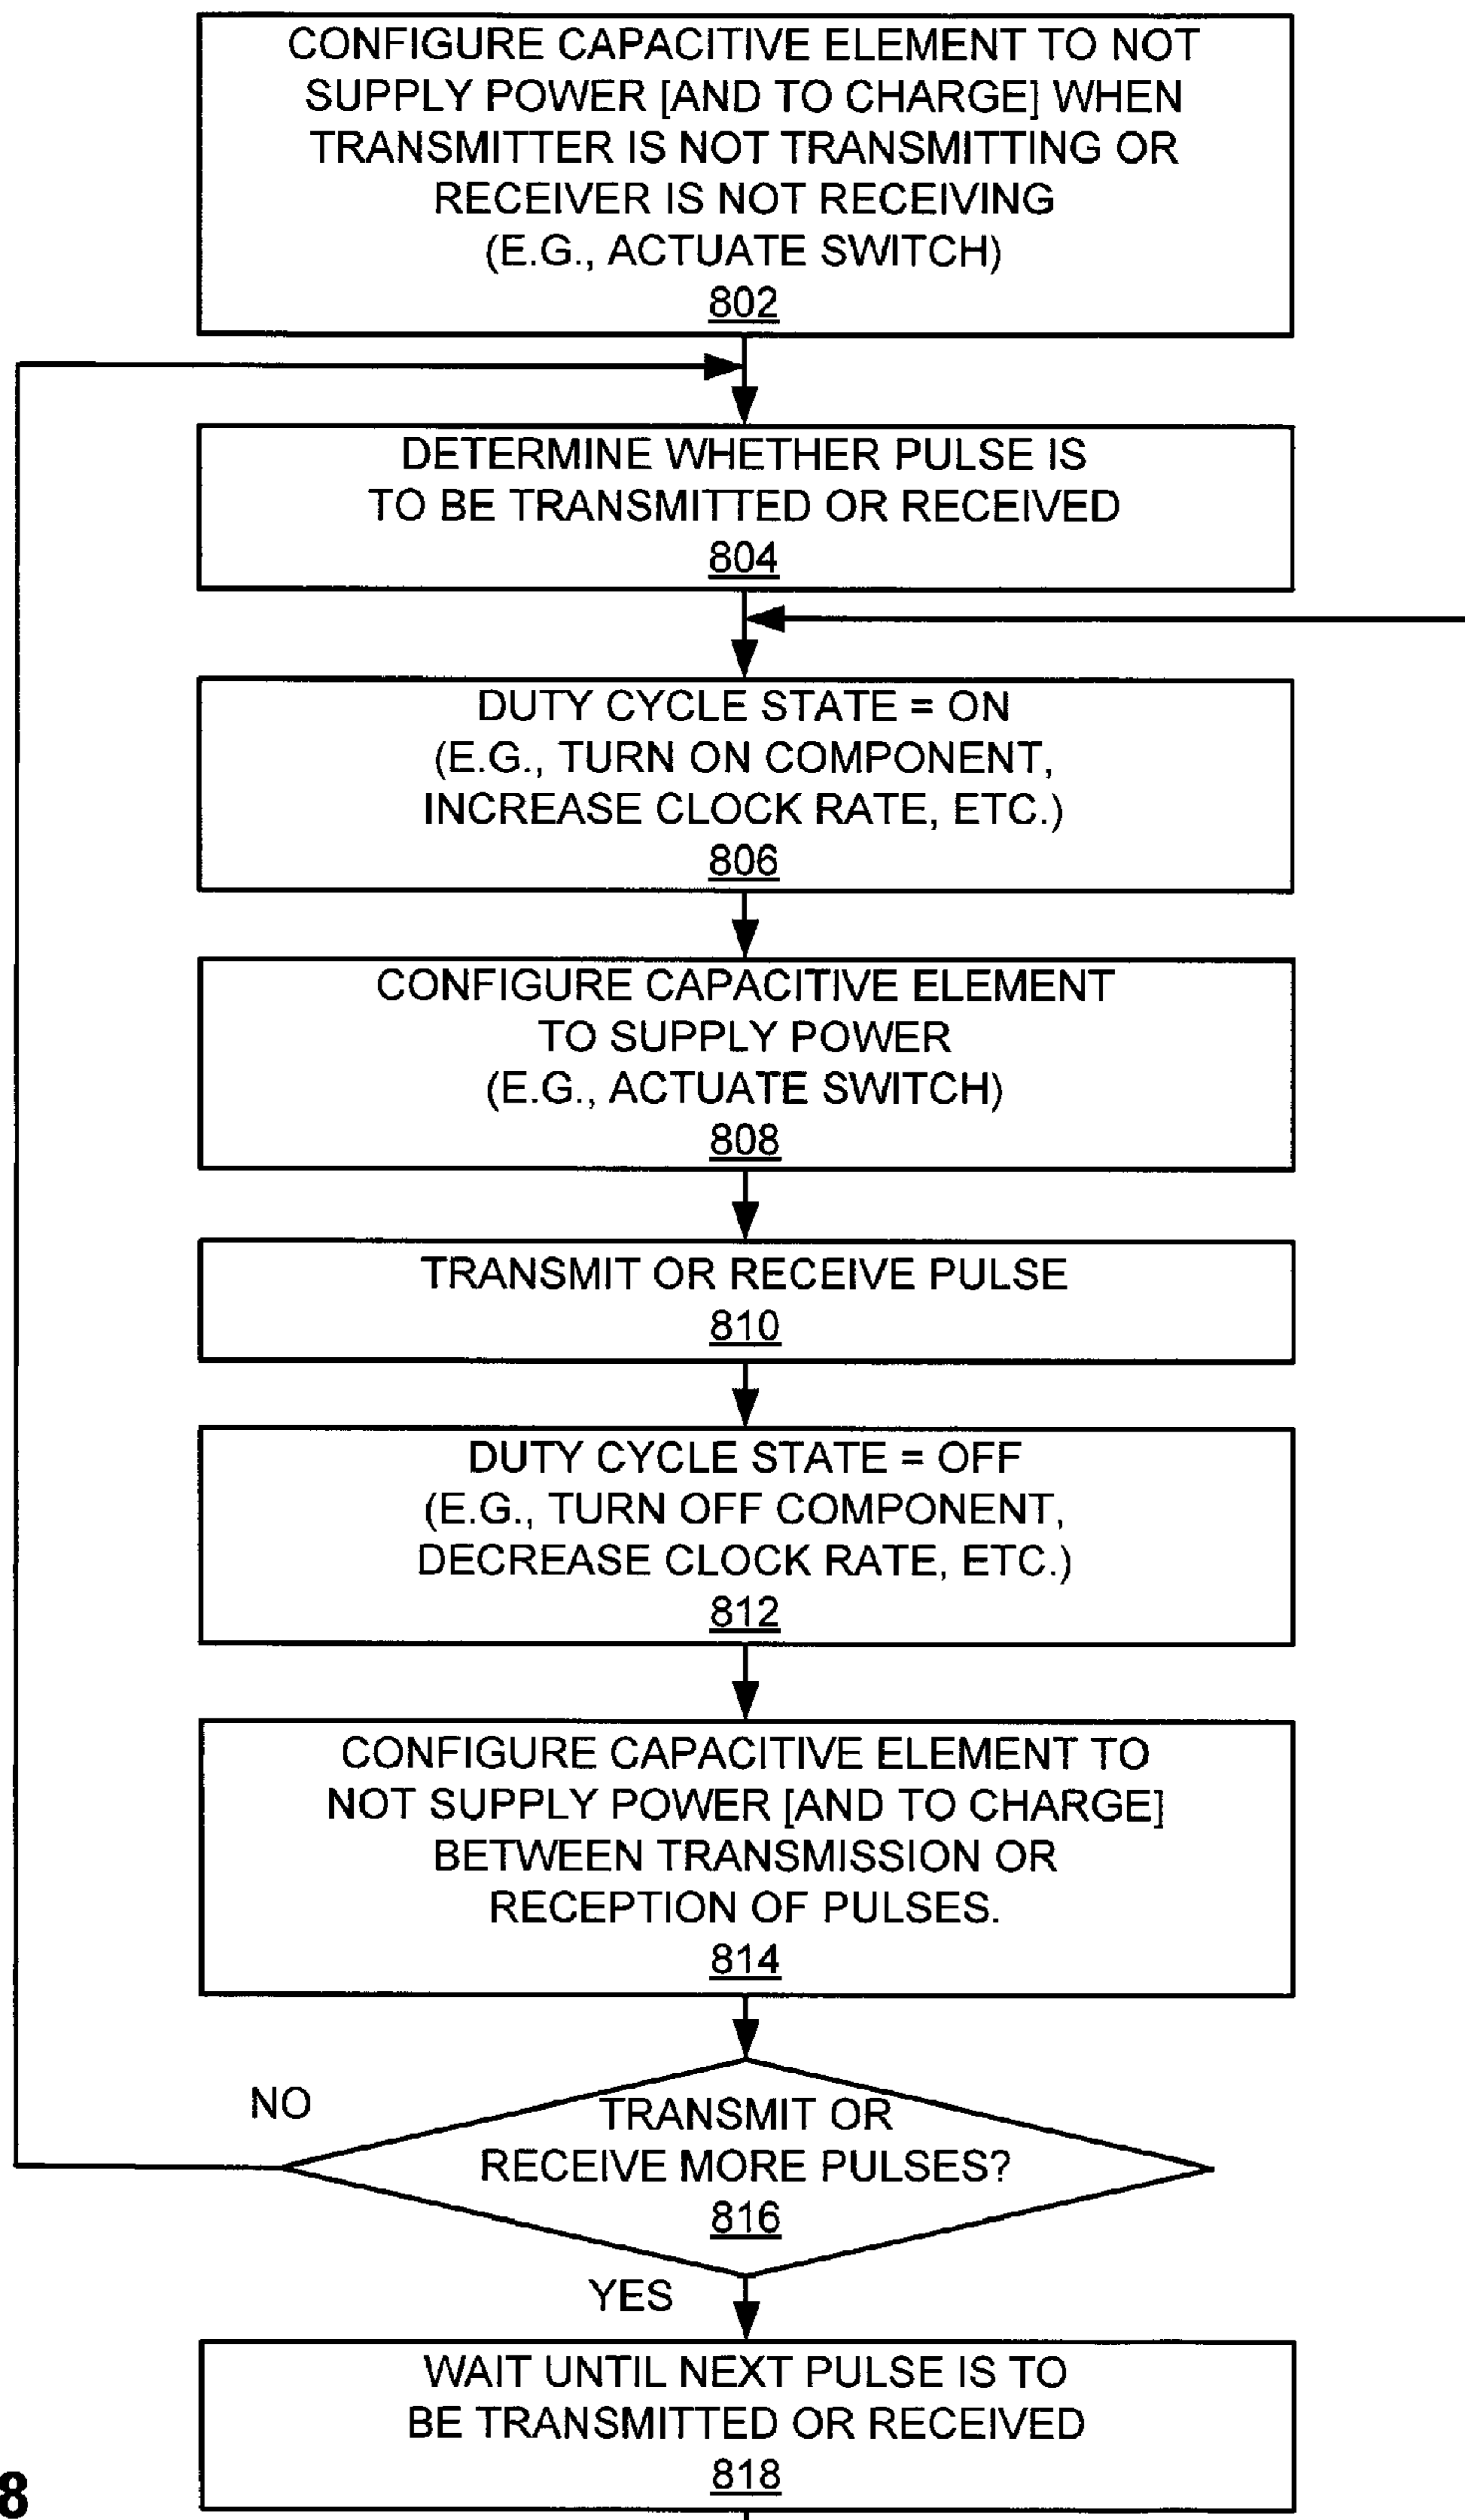 CONFIGURE CAPACITIVE ELEMENT TO NOT
SUPPLY POWER [AND TO CHARGE] WHEN
TRANSMITTER IS NOT TRANSMITTING OR
RECEIVER IS NOT RECEIVING
(E.G., ACTUATE SWITCH)
802
DETERMINE WHETHER PULSE IS
TO BE TRANSMITTED OR RECEIVED
804
DUTY CYCLE STATE = ON
(E.G., TURN ON COMPONENT,
INCREASE CLOCK RATE, ETC.)
806
CONFIGURE CAPACITIVE ELEMENT
TO SUPPLY POWER
(E.G., ACTUATE SWITCH)
808
TRANSMIT OR RECEIVE PULSE
810
DUTY CYCLE STATE = OFF
(E.G., TURN OFF COMPONENT,
DECREASE CLOCK RATE, ETC.)
812
CONFIGURE CAPACITIVE ELEMENT TO
NOT SUPPLY POWER [AND TO CHARGE]
BETWEEN TRANSMISSION OR
RECEPTION OF PULSES.
814
NO
TRANSMIT OR
RECEIVE MORE PULSES?
816
YES
WAIT UNTIL NEXT PULSE IS TO
BE TRANSMITTED OR RECEIVED
818
8